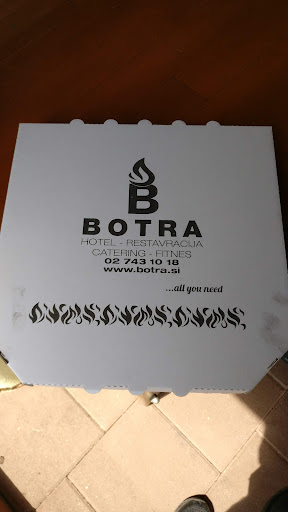 B
BOTRA
HOTEL - RESTAVRACIJA
CATERING - FITNES
02 743 10 18
www.botra.si
...all you need